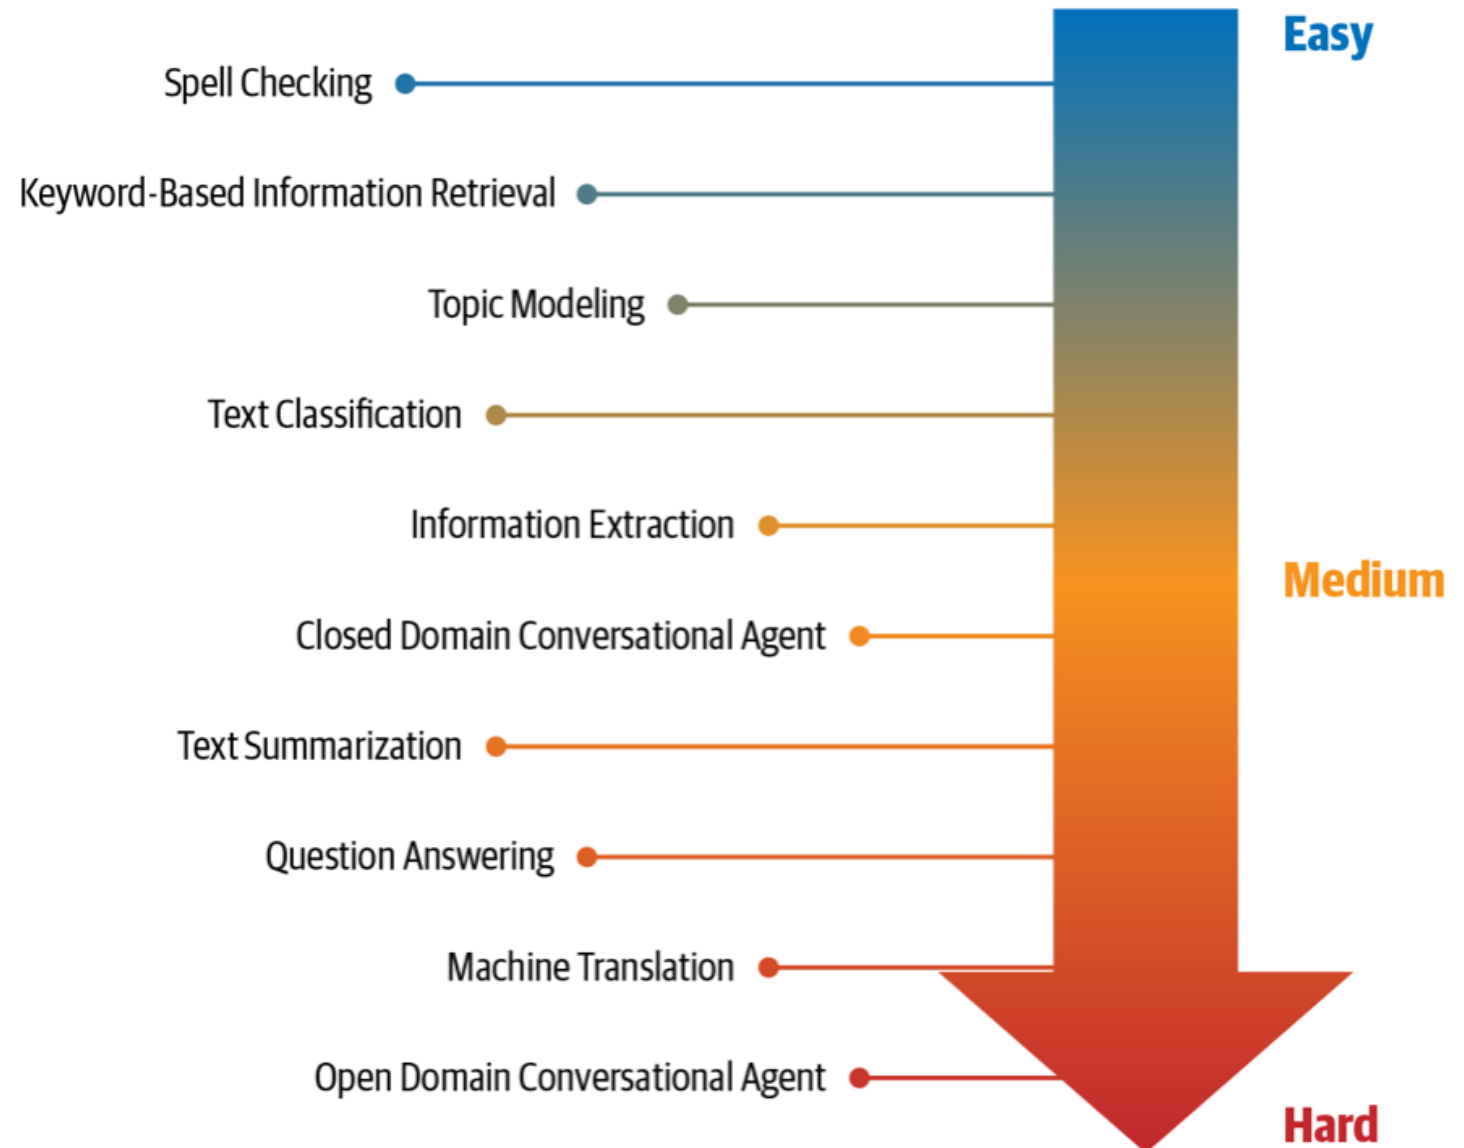 Easy
Spell Checking
Keyword-Based Information Retrieval
Topic Modeling
Text Classification
Information Extraction
Medium
Closed Domain Conversational Agent
Text Summarization
Question Answering
Machine Translation
Open Domain Conversational Agent
Hard